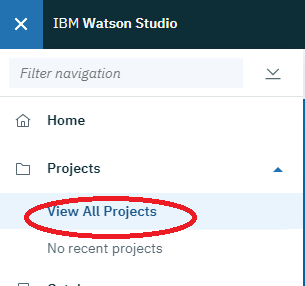 IBM Watson Studio
Filter navigation
Home
Projects
View All Projects
No recent projects